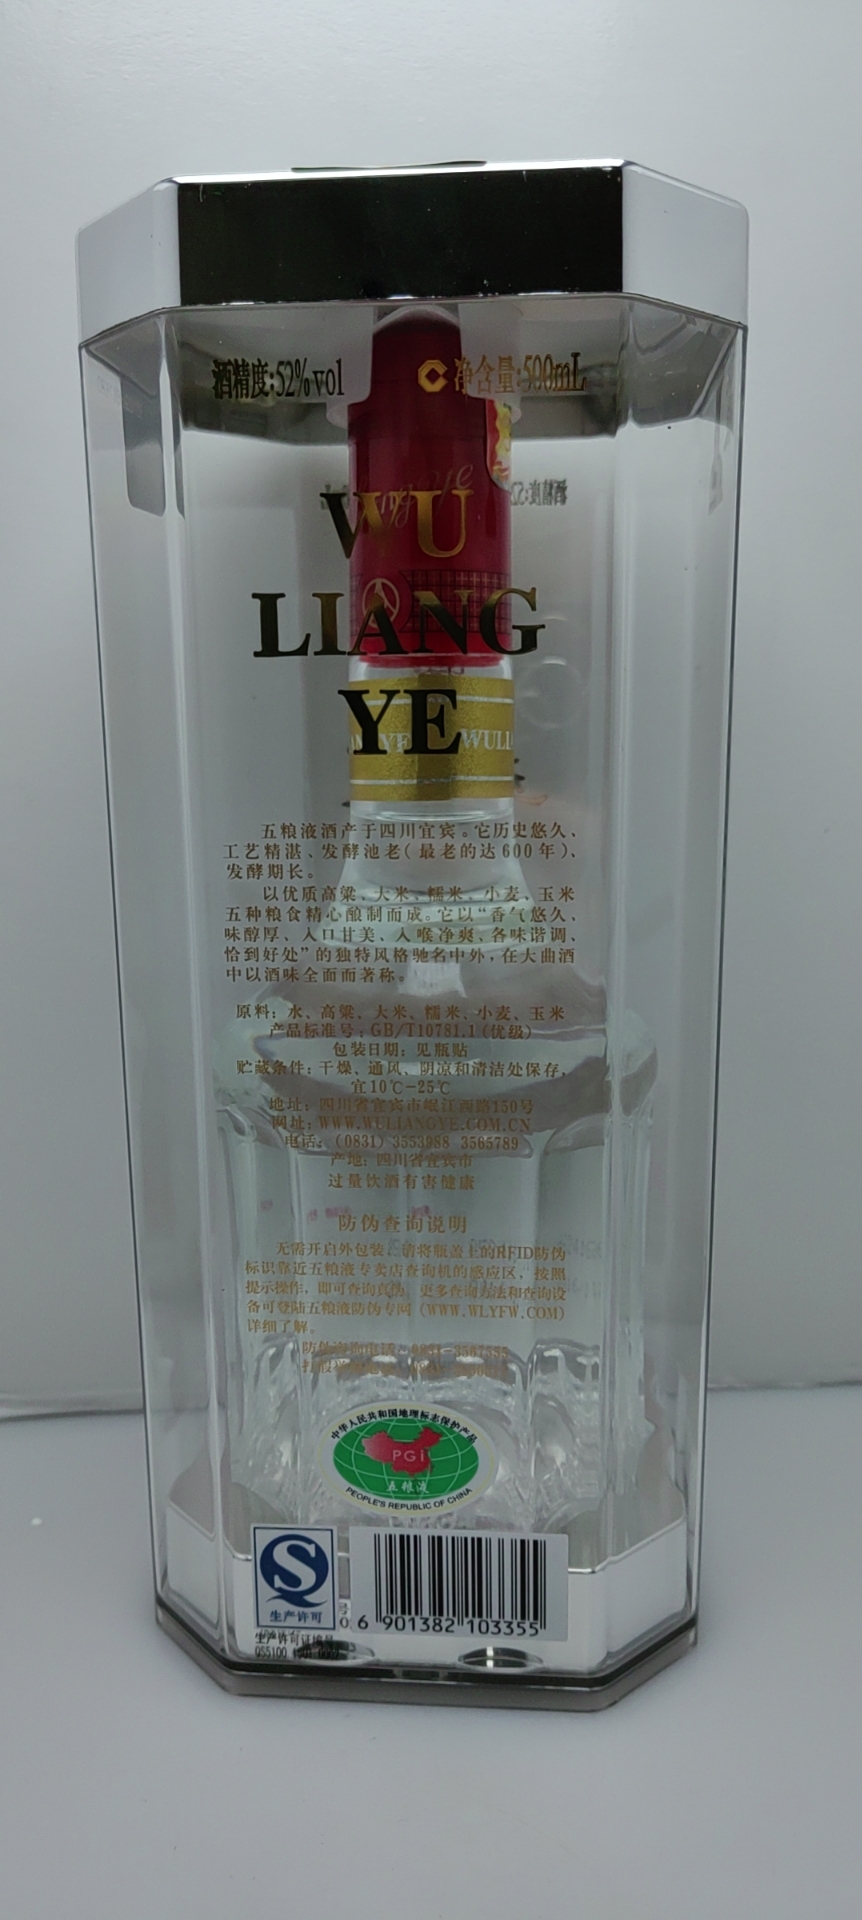 酒精度:52%vol
净含量:500mL
WU
LIANG
YE
WULI
五粮液酒产于四川宜宾。它历史悠久、
工艺精湛、发酵池老(最老的达600年)、
发酵期长。
以优质高粱、大米、糯米、小麦、玉米
五种粮食精心酿制而成。它以“香气悠久、
味醇厚、入口甘美、入喉净爽、各味谐调、
恰到好处”的独特风格驰名中外,在大曲酒
中以酒味全面而著称。
原料: 水、高粱、大米、糯米、小麦、玉米
产品标准号: GB/T10781.1(优级)
包装日期: 见瓶贴
贮藏条件: 干燥、通风、阴凉和清洁处保存,
宜10℃-25℃
地址: 四川省宜宾市岷江西路150号
网址: WWW.WULIANGYE.COM.CN
电话: (0831) 3553988 3565789
产地: 四川省宜宾市
过量饮酒有害健康
防伪查询说明
无需开启外包装, 请将瓶盖上的RFID防伪
标识靠近五粮液专卖店查询机的感应区, 按照
提示操作, 即可查询真伪。更多查询方法和查询设
备可登陆五粮液防伪专网 (WWW.WLYFW.COM)
详细了解。
防伪查询电话:
中华人民共和国地理标志保护产品
PGi
五粮液
PEOPLE'S REPUBLIC OF CHINA
S
生产许可
生产许可证编号
QS5100
6 901382 103355